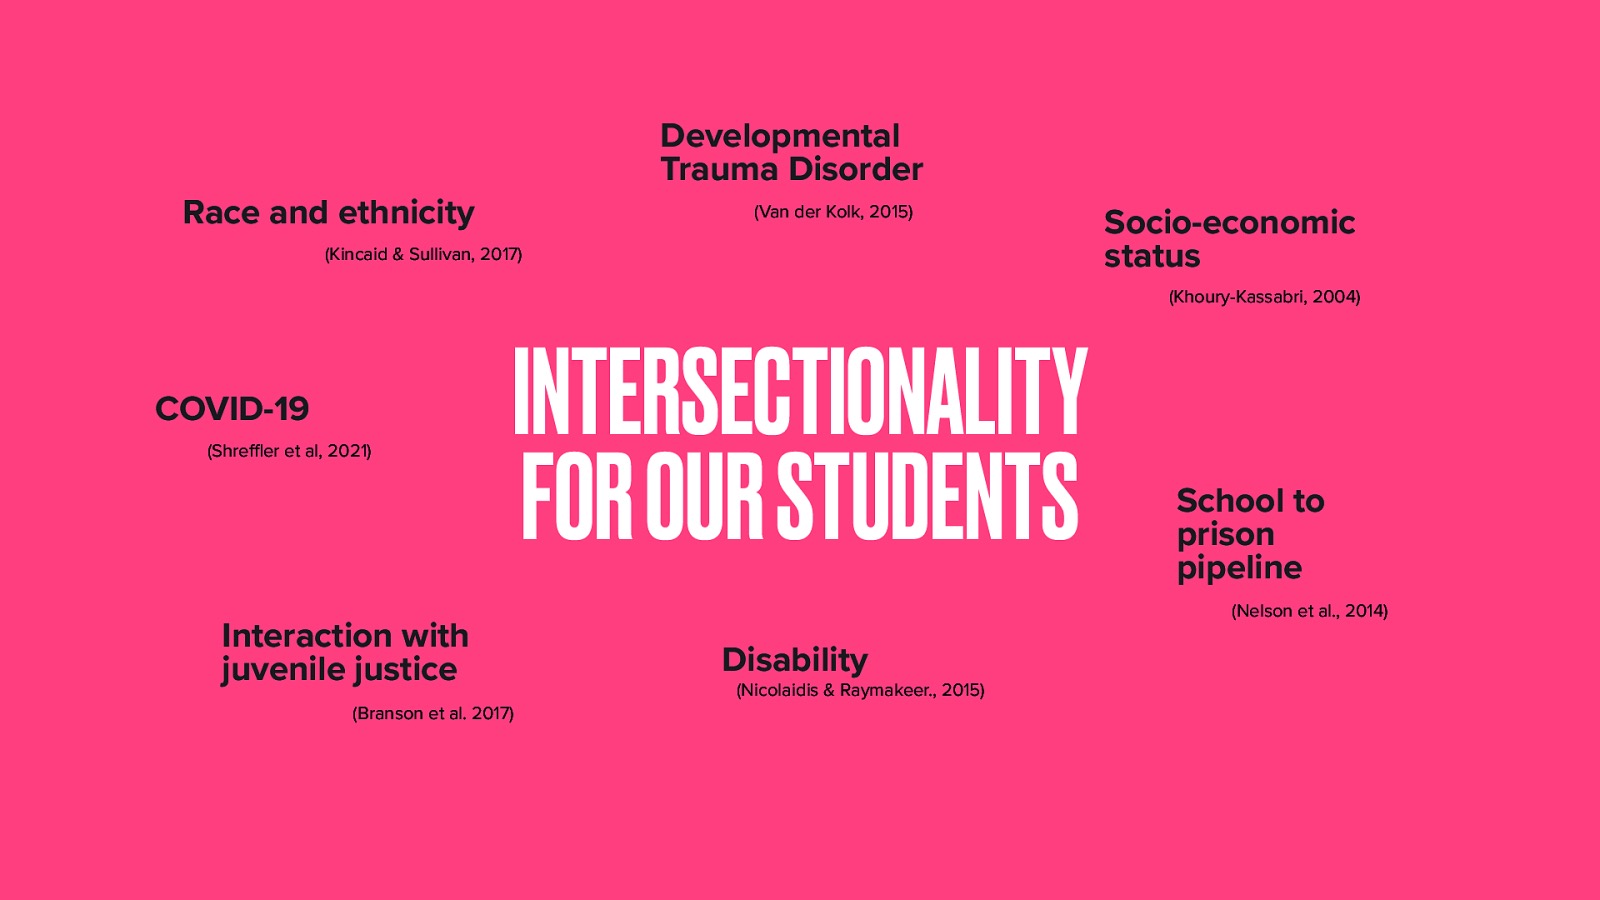 Developmental
Trauma Disorder
(Van der Kolk, 2015)
Race and ethnicity
(Kincaid & Sullivan, 2017)
Socio-economic
status
(Khoury-Kassabri, 2004)
INTERSECTIONALITY
FOR OUR STUDENTS
COVID-19
(Shreffler et al, 2021)
School to
prison
pipeline
(Nelson et al., 2014)
Interaction with
juvenile justice
(Branson et al. 2017)
Disability
(Nicolaidis & Raymakeer., 2015)